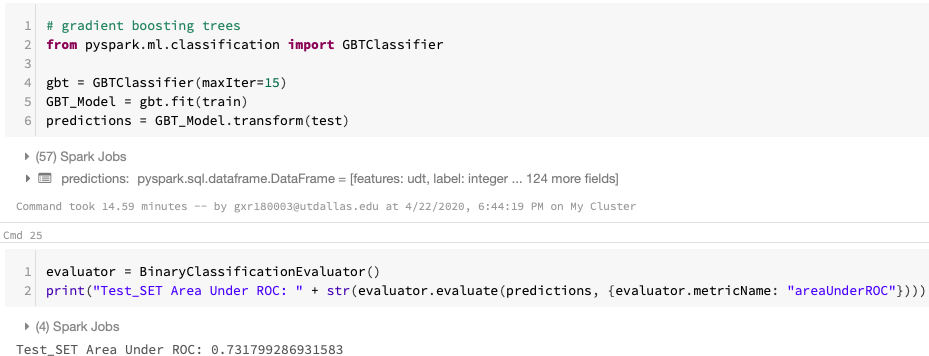 1 # gradient boosting trees
2 from pyspark.ml.classification import GBTClassifier
3
4 gbt = GBTClassifier(maxIter=15)
5 GBT_Model = gbt.fit(train)
6 predictions = GBT_Model.transform(test)
(57) Spark Jobs
predictions: pyspark.sql.dataframe.DataFrame = [features: udt, label: integer ... 124 more fields]
Command took 14.59 minutes -- by gxr180003@utdallas.edu at 4/22/2020, 6:44:19 PM on My Cluster
Cmd 25
1 evaluator = BinaryClassificationEvaluator()
2 print("Test_SET Area Under ROC: " + str(evaluator.evaluate(predictions, {evaluator.metricName: "areaUnderROC"})))
(4) Spark Jobs
Test_SET Area Under ROC: 0.731799286931583